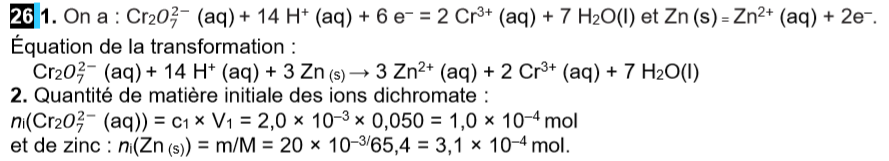 26 1. On a : Cr₂O₇²⁻ (aq) + 14 H⁺ (aq) + 6 e⁻ = 2 Cr³⁺ (aq) + 7 H₂O(l) et Zn (s) = Zn²⁺ (aq) + 2e⁻.
Équation de la transformation :
Cr₂O₇²⁻ (aq) + 14 H⁺ (aq) + 3 Zn (s) → 3 Zn²⁺ (aq) + 2 Cr³⁺ (aq) + 7 H₂O(l)
2. Quantité de matière initiale des ions dichromate :
nᵢ(Cr₂O₇²⁻ (aq)) = c₁ × V₁ = 2,0 × 10⁻³ × 0,050 = 1,0 × 10⁻⁴ mol
et de zinc : nᵢ(Zn (s)) = m/M = 20 × 10⁻³/65,4 = 3,1 × 10⁻⁴ mol.